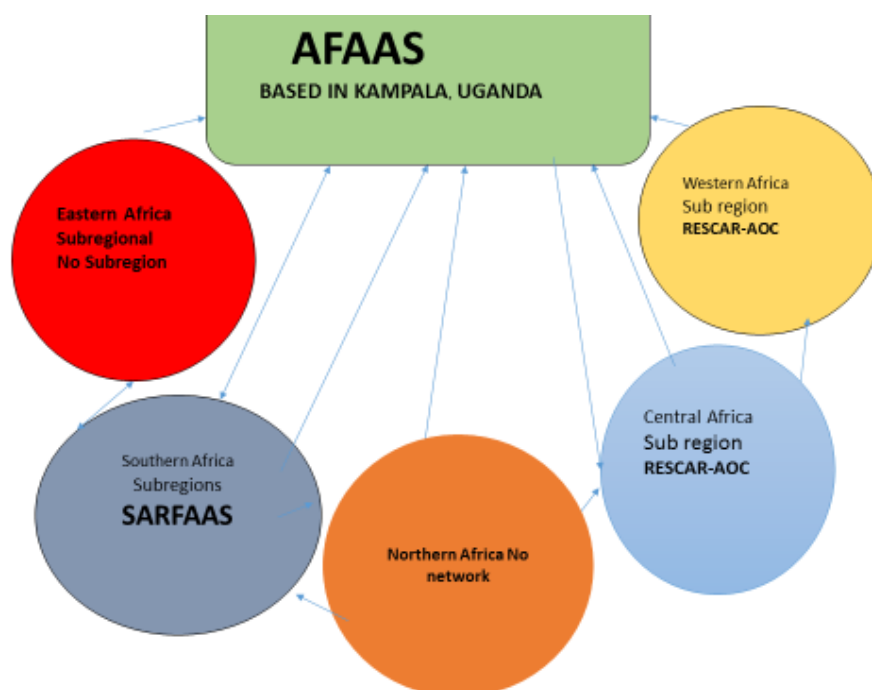 AFAAS
BASED IN KAMPALA, UGANDA
Eastern Africa
Subregional
No Subregion
Western Africa
Sub region
RESCAR-AOC
Southern Africa
Subregions
SARFAAS
Central Africa
Sub region
RESCAR-AOC
Northern Africa No
network